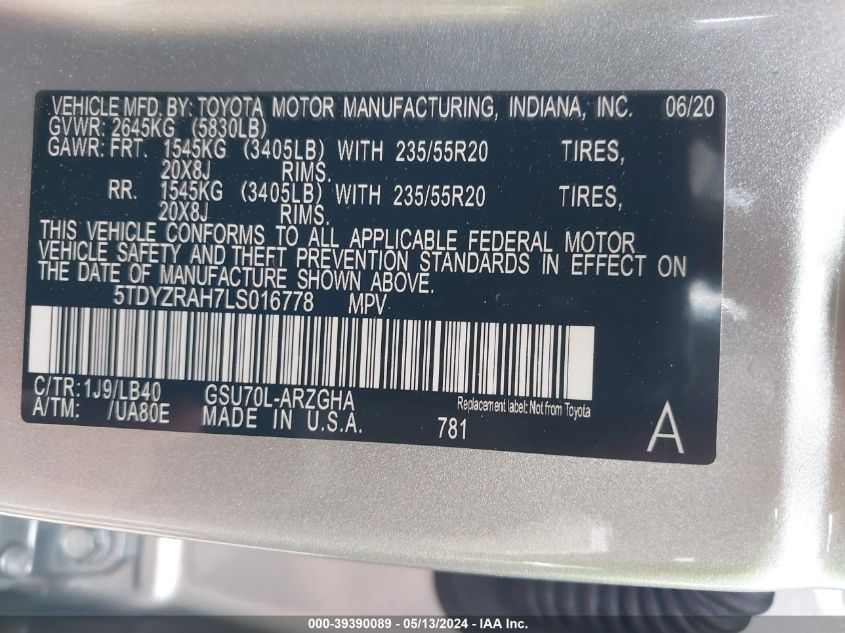 VEHICLE MFD. BY: TOYOTA MOTOR MANUFACTURING, INDIANA, INC. 06/20
GVWR: 2645KG (5830LB)
GAWR: FRT. 1545KG (3405LB) WITH 235/55R20 TIRES,
20X8J RIMS.
RR. 1545KG (3405LB) WITH 235/55R20 TIRES,
20X8J RIMS.
THIS VEHICLE CONFORMS TO ALL APPLICABLE FEDERAL MOTOR
VEHICLE SAFETY AND THEFT PREVENTION STANDARDS IN EFFECT ON
THE DATE OF MANUFACTURE SHOWN ABOVE.
5TDYZRAH7LS016778 MPV
C/TR: 1J9/LB40 GSU70L-ARZGHA Replacement label: Not from Toyota
A/TM: /UA80E MADE IN U.S.A. 781 A
000-39390089 - 05/13/2024 - IAA Inc.